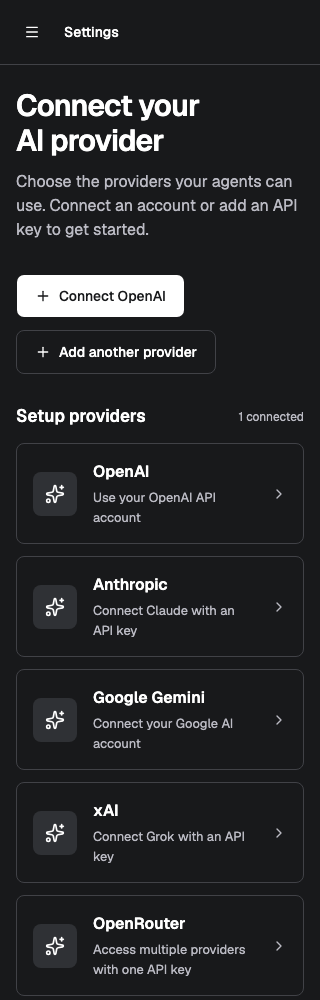 Settings
Connect your
AI provider
Choose the providers your agents can
use. Connect an account or add an API
key to get started.
Connect OpenAI
Add another provider
Setup providers
1 connected
OpenAI
Use your OpenAI API
account
Anthropic
Connect Claude with an
API key
Google Gemini
Connect your Google AI
account
xAI
Connect Grok with an API
key
OpenRouter
Access multiple providers
with one API key